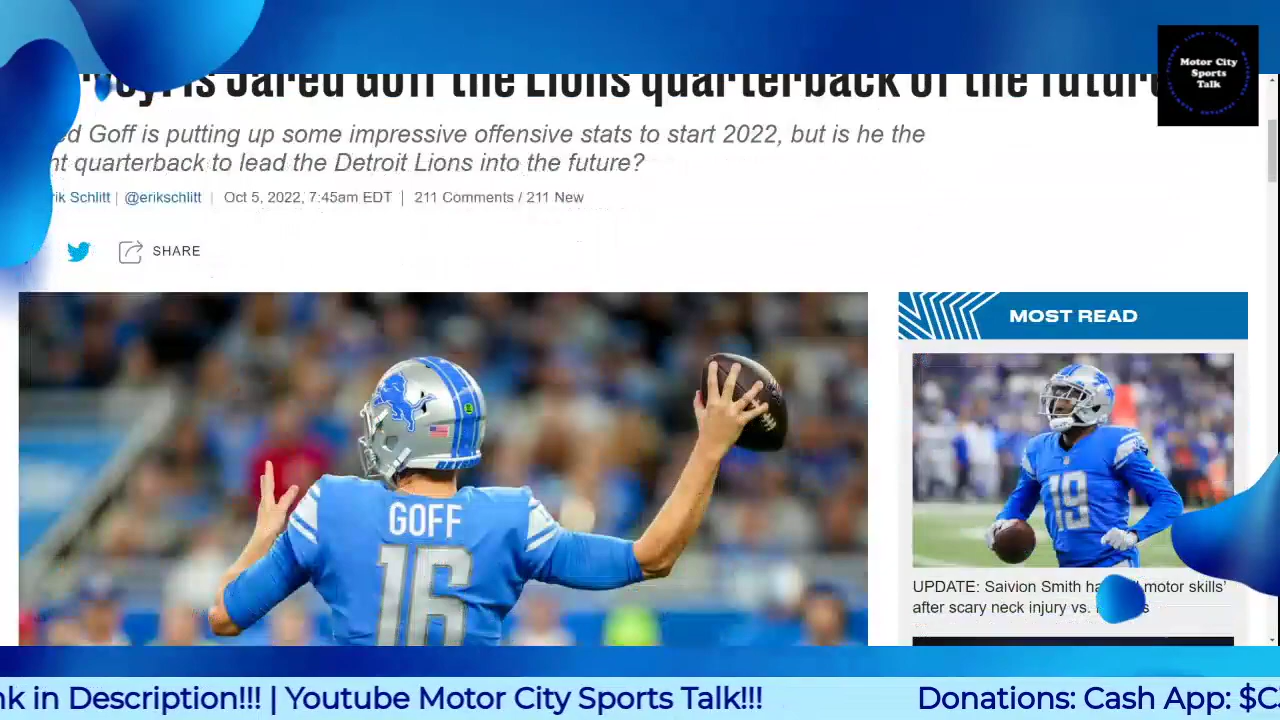 is Jared Goff the Lions quarterback of the future
Goff is putting up some impressive offensive stats to start 2022, but is he the
quarterback to lead the Detroit Lions into the future?
Schlitt | @erikschlitt | Oct 5, 2022, 7:45am EDT | 211 Comments / 211 New
SHARE
Motor City
Sports
Talk
MOST READ
GOFF
16
19
UPDATE: Saivion Smith motor skills'
after scary neck injury vs.
in Description!!! | Youtube Motor City Sports Talk!!! Donations: Cash App: